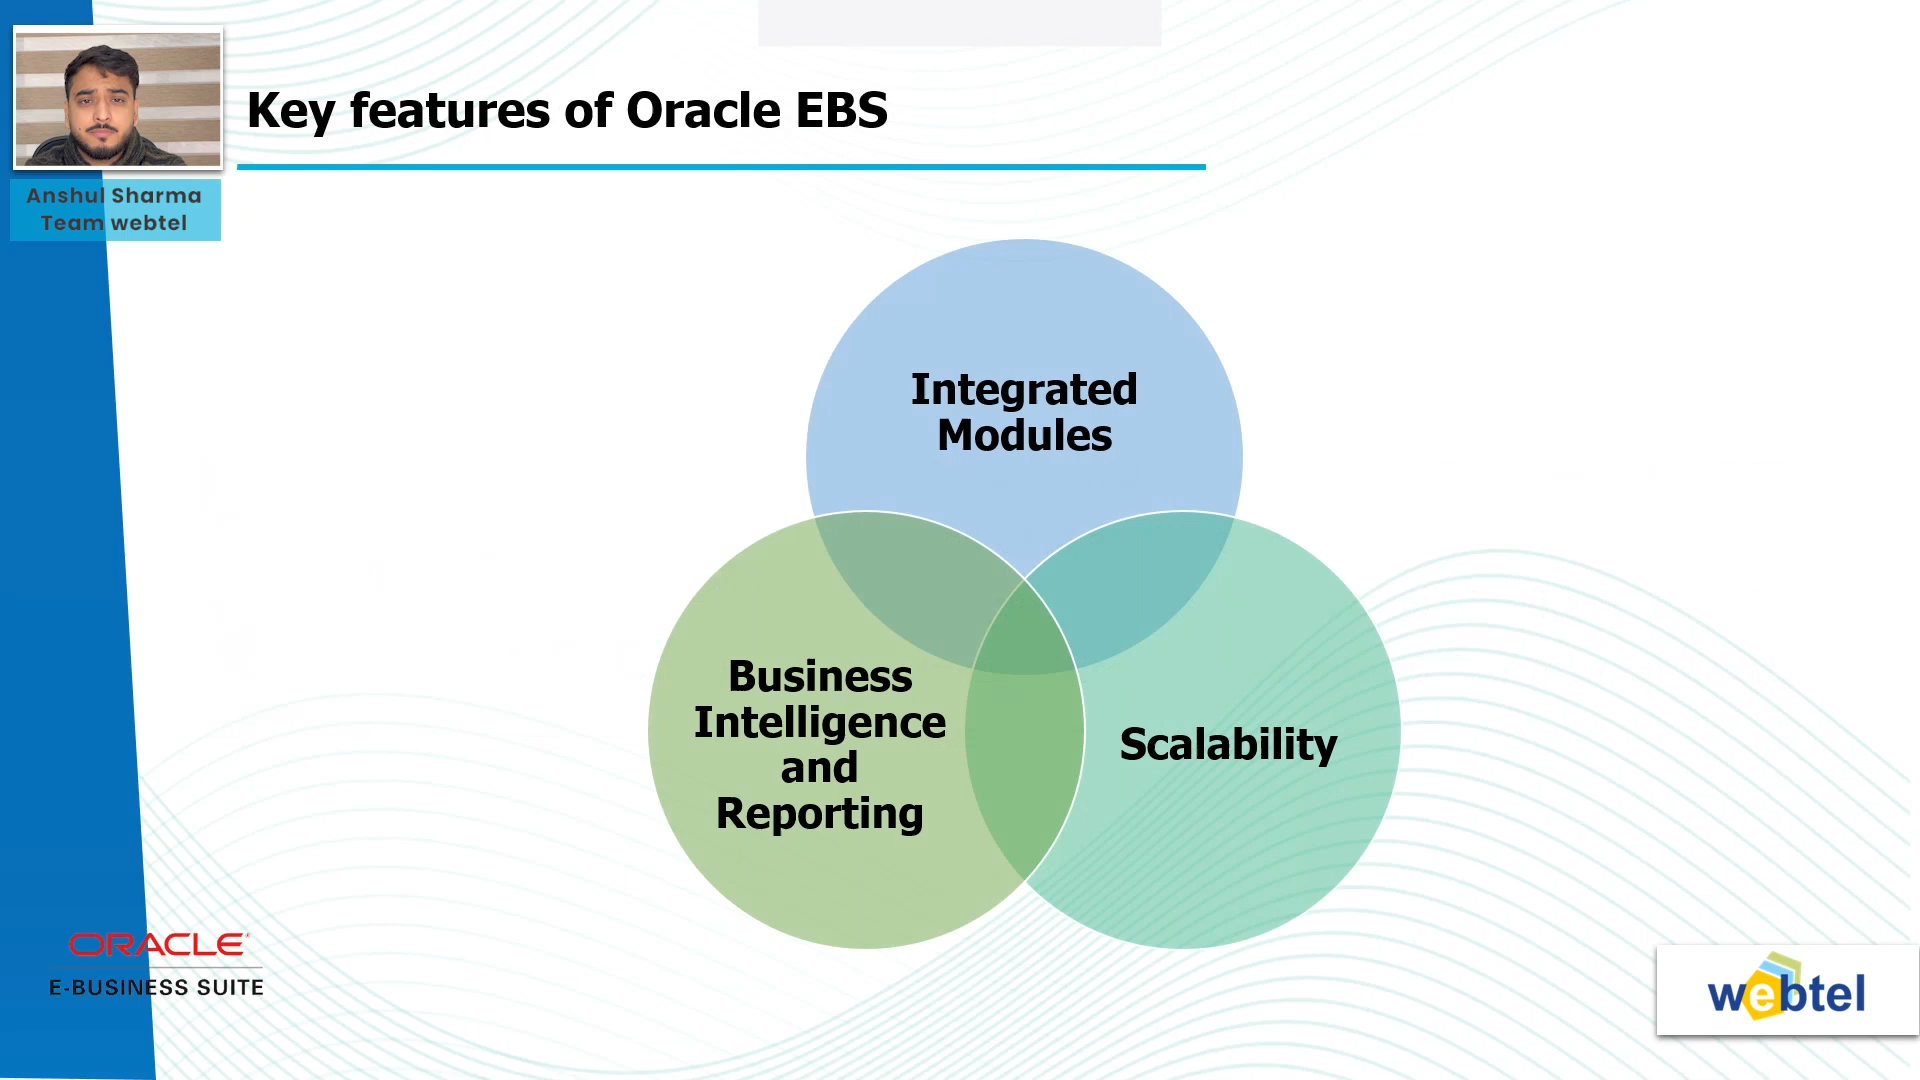 Key features of Oracle EBS
Anshul Sharma
Team webtel
Integrated
Modules
Business
Intelligence
and
Reporting
Scalability
ORACLE
E-BUSINESS SUITE
webtel